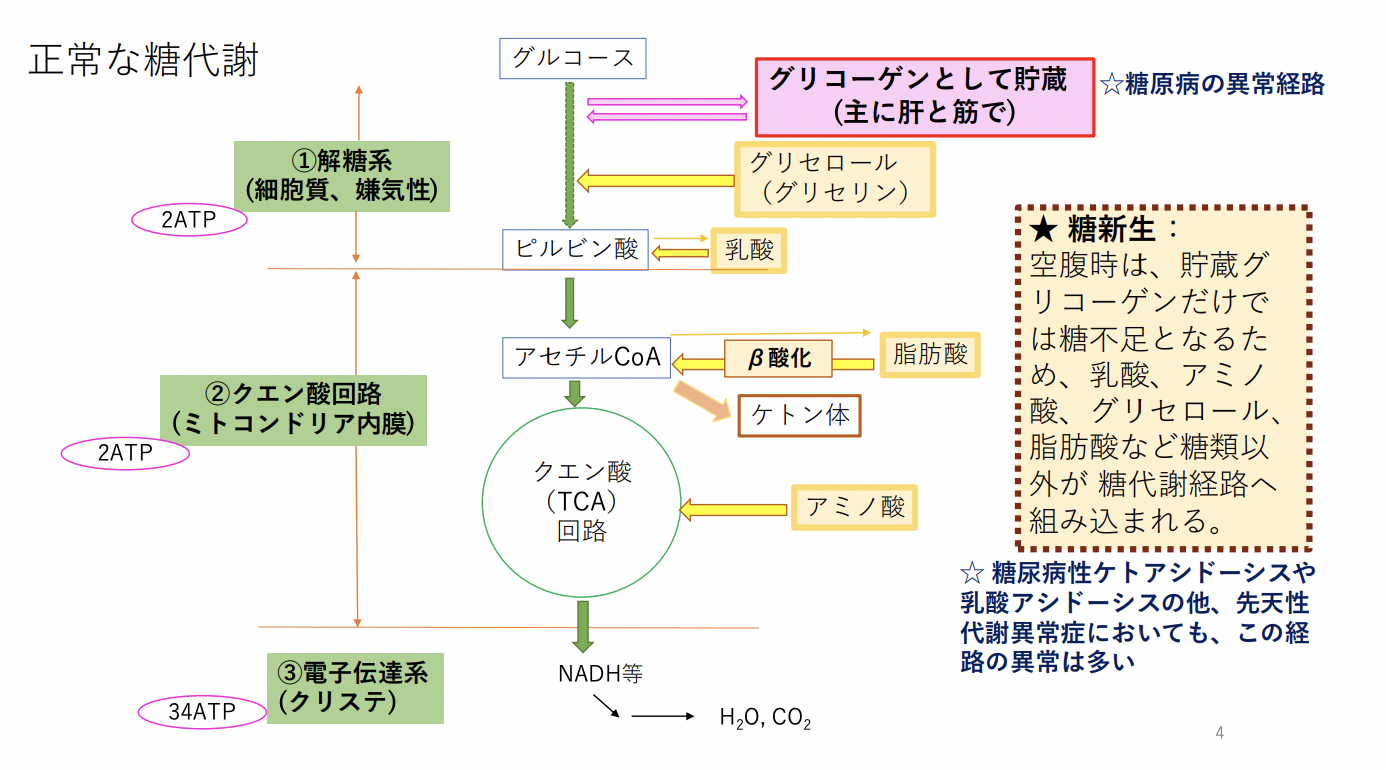 正常な糖代謝
グルコース
グリコーゲンとして貯蔵
(主に肝と筋で)
☆糖原病の異常経路
①解糖系
(細胞質、嫌気性)
2ATP
グリセロール
（グリセリン）
ピルビン酸
乳酸
★ 糖新生：
空腹時は、貯蔵グ
リコーゲンだけで
は糖不足となるた
め、乳酸、アミノ
酸、グリセロール、
脂肪酸など糖類以
外が 糖代謝経路へ
組み込まれる。
アセチルCoA
β酸化
脂肪酸
ケトン体
②クエン酸回路
(ミトコンドリア内膜)
2ATP
クエン酸
（TCA）
回路
アミノ酸
☆ 糖尿病性ケトアシドーシスや
乳酸アシドーシスの他、先天性
代謝異常症においても、この経
路の異常は多い
③電子伝達系
(クリステ)
34ATP
NADH等
H₂O, CO₂
4